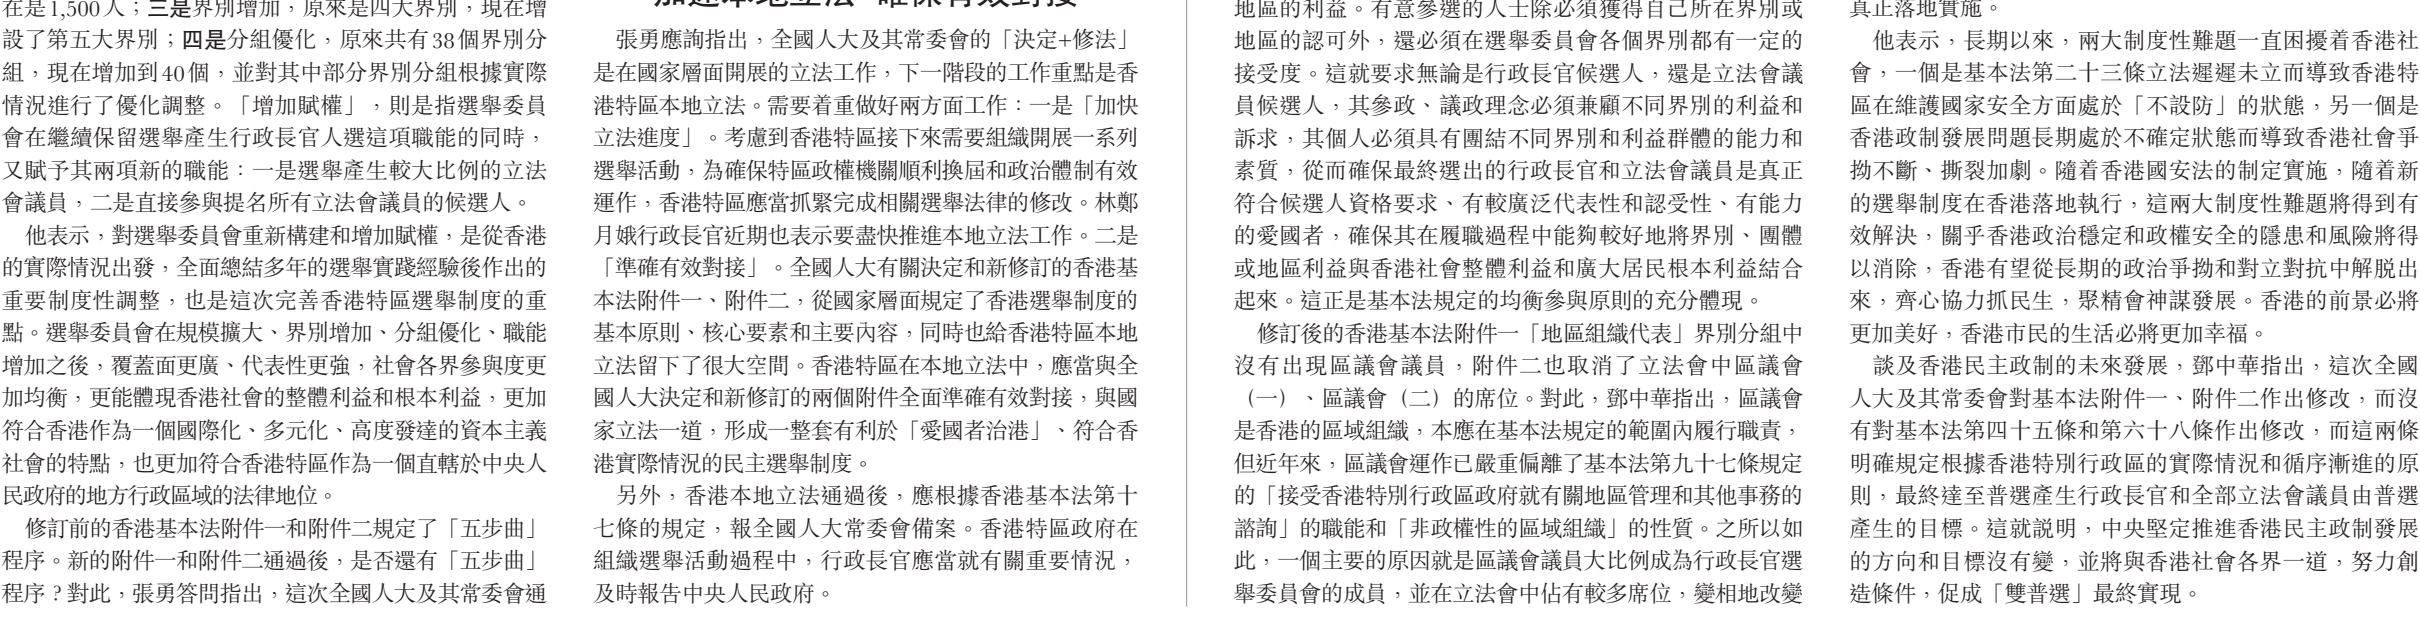 在是1,500人；三是界別增加，原來是四大界別，現在增
設了第五大界別；四是分組優化，原來共有38個界別分
組，現在增加到40個，並對其中部分界別分組根據實際
情況進行了優化調整。「增加賦權」，則是指選舉委員
會在繼續保留選舉產生行政長官人選這項職能的同時，
又賦予其兩項新的職能：一是選舉產生較大比例的立法
會議員，二是直接參與提名所有立法會議員的候選人。
他表示，對選舉委員會重新構建和增加賦權，是從香港
的實際情況出發，全面總結多年的選舉實踐經驗後作出的
重要制度性調整，也是這次完善香港特區選舉制度的重
點。選舉委員會在規模擴大、界別增加、分組優化、職能
增加之後，覆蓋面更廣、代表性更強，社會各界參與度更
加均衡，更能體現香港社會的整體利益和根本利益，更加
符合香港作為一個國際化、多元化、高度發達的資本主義
社會的特點，也更加符合香港特區作為一個直轄於中央人
民政府的地方行政區域的法律地位。
修訂前的香港基本法附件一和附件二規定了「五步曲」
程序。新的附件一和附件二通過後，是否還有「五步曲」
程序？對此，張勇答問指出，這次全國人大及其常委會通
加速本地立法 確保有效對接
張勇應詢指出，全國人大及其常委會的「決定+修法」
是在國家層面開展的立法工作，下一階段的工作重點是香
港特區本地立法。需要着重做好兩方面工作：一是「加快
立法進度」。考慮到香港特區接下來需要組織開展一系列
選舉活動，為確保特區政權機關順利換屆和政治體制有效
運作，香港特區應當抓緊完成相關選舉法律的修改。林鄭
月娥行政長官近期也表示要盡快推進本地立法工作。二是
「準確有效對接」。全國人大有關決定和新修訂的香港基
本法附件一、附件二，從國家層面規定了香港選舉制度的
基本原則、核心要素和主要內容，同時也給香港特區本地
立法留下了很大空間。香港特區在本地立法中，應當與全
國人大決定和新修訂的兩個附件全面準確有效對接，與國
家立法一道，形成一整套有利於「愛國者治港」、符合香
港實際情況的民主選舉制度。
另外，香港本地立法通過後，應根據香港基本法第十
七條的規定，報全國人大常委會備案。香港特區政府在
組織選舉活動過程中，行政長官應當就有關重要情況，
及時報告中央人民政府。
地區的利益。有意參選的人士除必須獲得自己所在界別或
地區的認可外，還必須在選舉委員會各個界別都有一定的
接受度。這就要求無論是行政長官候選人，還是立法會議
員候選人，其參政、議政理念必須兼顧不同界別的利益和
訴求，其個人必須具有團結不同界別和利益群體的能力和
素質，從而確保最終選出的行政長官和立法會議員是真正
符合候選人資格要求、有較廣泛代表性和認受性、有能力
的愛國者，確保其在履職過程中能夠較好地將界別、團體
或地區利益與香港社會整體利益和廣大居民根本利益結合
起來。這正是基本法規定的均衡參與原則的充分體現。
修訂後的香港基本法附件一「地區組織代表」界別分組中
沒有出現區議會議員，附件二也取消了立法會中區議會
（一）、區議會（二）的席位。對此，鄧中華指出，區議會
是香港的區域組織，本應在基本法規定的範圍內履行職責，
但近年來，區議會運作已嚴重偏離了基本法第九十七條規定
的「接受香港特別行政區政府就有關地區管理和其他事務的
諮詢」的職能和「非政權性的區域組織」的性質。之所以如
此，一個主要的原因就是區議會議員大比例成為行政長官選
舉委員會的成員，並在立法會中佔有較多席位，變相地改變
真正落地實施。
他表示，長期以來，兩大制度性難題一直困擾着香港社
會，一個是基本法第二十三條立法遲遲未立而導致香港特
區在維護國家安全方面處於「不設防」的狀態，另一個是
香港政制發展問題長期處於不確定狀態而導致香港社會爭
拗不斷、撕裂加劇。隨着香港國安法的制定實施，隨着新
的選舉制度在香港落地執行，這兩大制度性難題將得到有
效解決，關乎香港政治穩定和政權安全的隱患和風險將得
以消除，香港有望從長期的政治爭拗和對立對抗中解脫出
來，齊心協力抓民生，聚精會神謀發展。香港的前景必將
更加美好，香港市民的生活必將更加幸福。
談及香港民主政制的未來發展，鄧中華指出，這次全國
人大及其常委會對基本法附件一、附件二作出修改，而沒
有對基本法第四十五條和第六十八條作出修改，而這兩條
明確規定根據香港特別行政區的實際情況和循序漸進的原
則，最終達至普選產生行政長官和全部立法會議員由普選
產生的目標。這就說明，中央堅定推進香港民主政制發展
的方向和目標沒有變，並將與香港社會各界一道，努力創
造條件，促成「雙普選」最終實現。